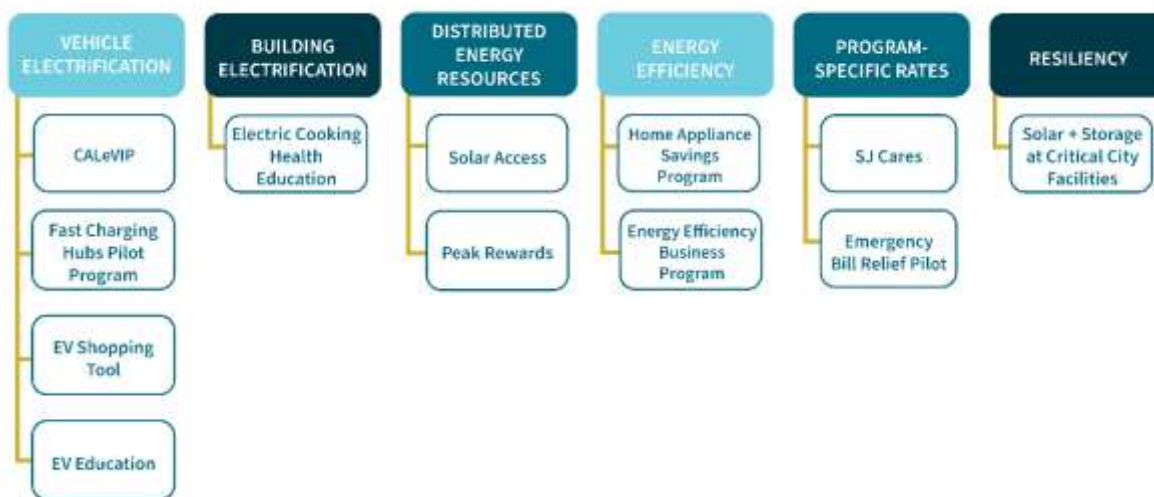 VEHICLE
ELECTRIFICATION
CALeVIP
Fast Charging
Hubs Pilot
Program
EV Shopping
Tool
EV Education
BUILDING
ELECTRIFICATION
Electric Cooking
Health
Education
DISTRIBUTED
ENERGY
RESOURCES
Solar Access
Peak Rewards
ENERGY
EFFICIENCY
Home Appliance
Savings
Program
Energy Efficiency
Business
Program
PROGRAM-
SPECIFIC RATES
SJ Cares
Emergency
Bill Relief Pilot
RESILIENCY
Solar + Storage
at Critical City
Facilities